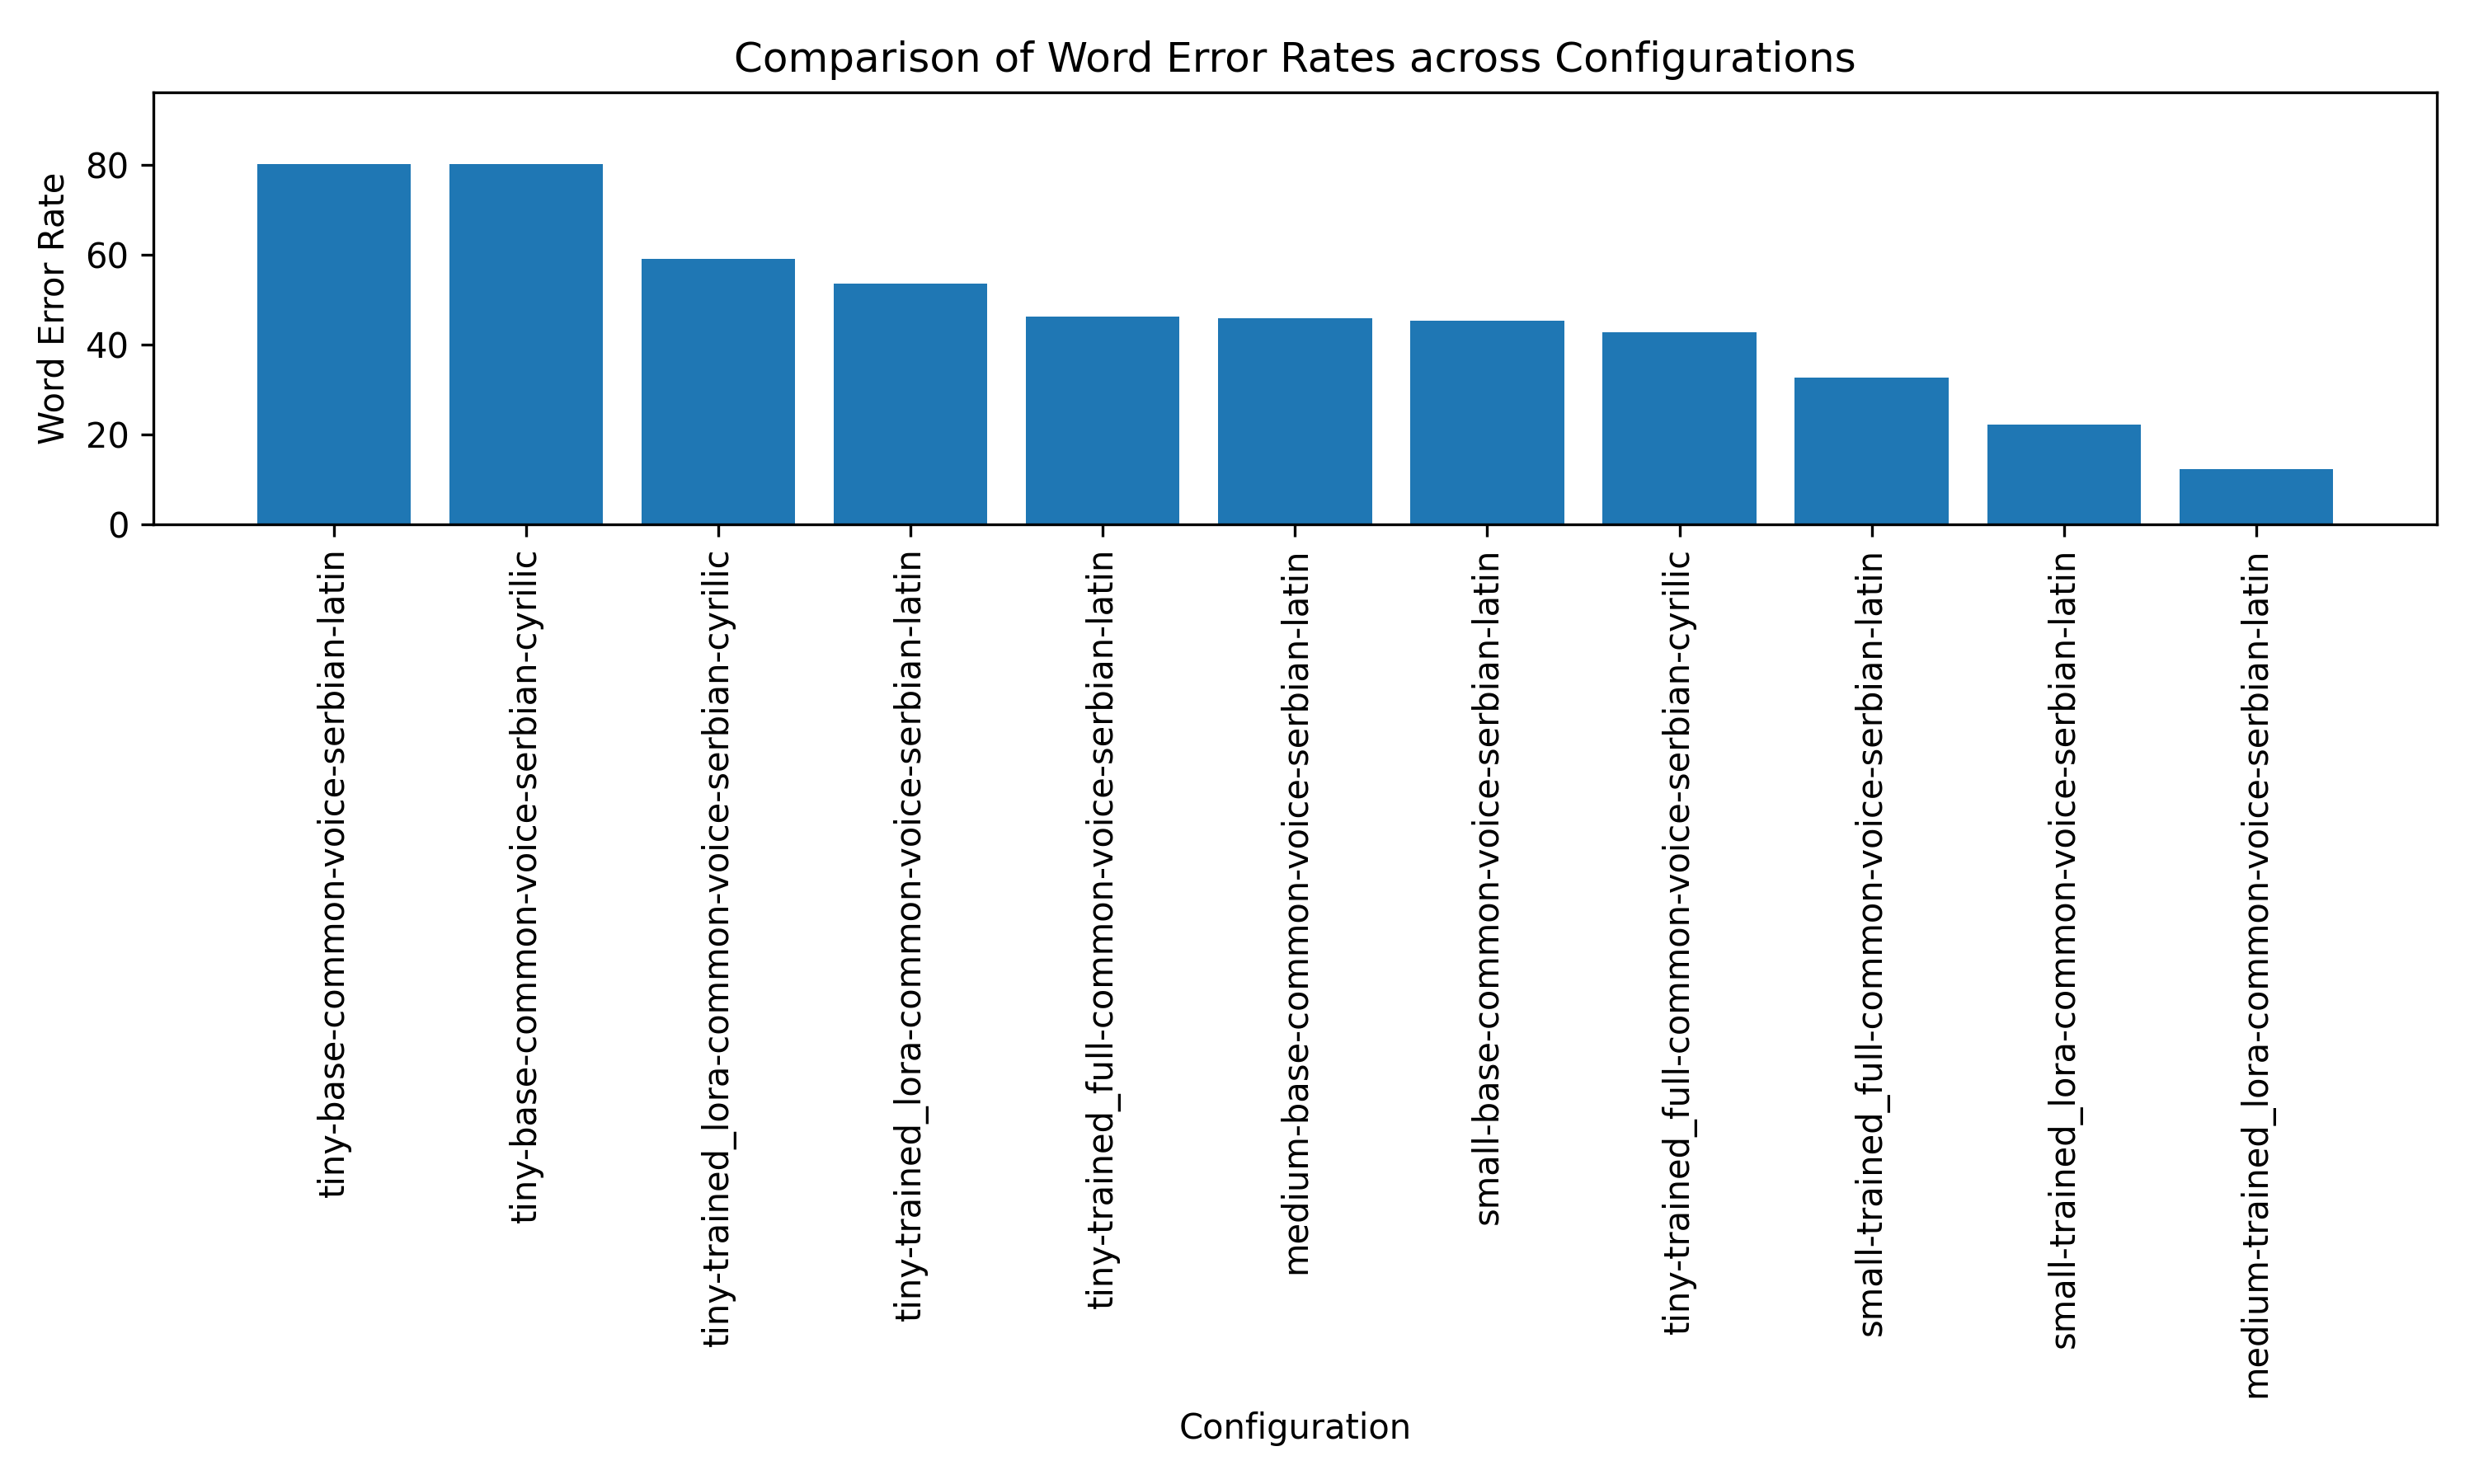 Comparison of Word Error Rates across Configurations
Word Error Rate
80
60
40
20
0
tiny-base-common-voice-serbian-latin
tiny-base-common-voice-serbian-cyrilic
tiny-trained_lora-common-voice-serbian-cyrilic
tiny-trained_lora-common-voice-serbian-latin
tiny-trained_full-common-voice-serbian-latin
medium-base-common-voice-serbian-latin
small-base-common-voice-serbian-latin
tiny-trained_full-common-voice-serbian-cyrilic
small-trained_full-common-voice-serbian-latin
small-trained_lora-common-voice-serbian-latin
medium-trained_lora-common-voice-serbian-latin
Configuration